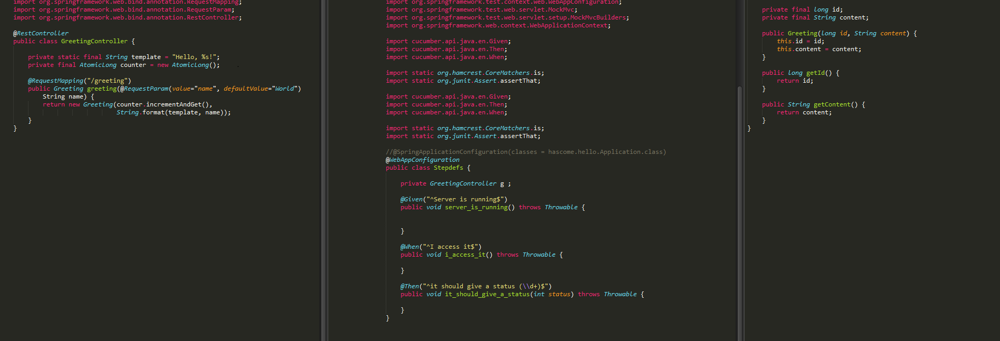 import org.springframework.web.bind.annotation.RequestMapping;
import org.springframework.web.bind.annotation.RequestParam;
import org.springframework.web.bind.annotation.RestController;

@RestController
public class GreetingController {

    private static final String template = "Hello, %s!";
    private final AtomicLong counter = new AtomicLong();

    @RequestMapping("/greeting")
    public Greeting greeting(@RequestParam(value="name", defaultValue="World")
        String name) {
        return new Greeting(counter.incrementAndGet(),
                            String.format(template, name));
    }
}
import org.springframework.test.context.web.WebAppConfiguration;
import org.springframework.test.web.servlet.MockMvc;
import org.springframework.test.web.servlet.setup.MockMvcBuilders;
import org.springframework.web.context.WebApplicationContext;

import cucumber.api.java.en.Given;
import cucumber.api.java.en.Then;
import cucumber.api.java.en.When;

import static org.hamcrest.CoreMatchers.is;
import static org.junit.Assert.assertThat;

import cucumber.api.java.en.Given;
import cucumber.api.java.en.Then;
import cucumber.api.java.en.When;

import static org.hamcrest.CoreMatchers.is;
import static org.junit.Assert.assertThat;

//@SpringApplicationConfiguration(classes = hascome.hello.Application.class)
@WebAppConfiguration
public class Stepdefs {

    private GreetingController g ;

    @Given("^Server is running$")
    public void server_is_running() throws Throwable {


    }

    @When("^I access it$")
    public void i_access_it() throws Throwable {

    }

    @Then("^it should give a status (\\d+)$")
    public void it_should_give_a_status(int status) throws Throwable {

    }
}
    private final long id;
    private final String content;

    public Greeting(long id, String content) {
        this.id = id;
        this.content = content;
    }

    public long getId() {
        return id;
    }

    public String getContent() {
        return content;
    }
}